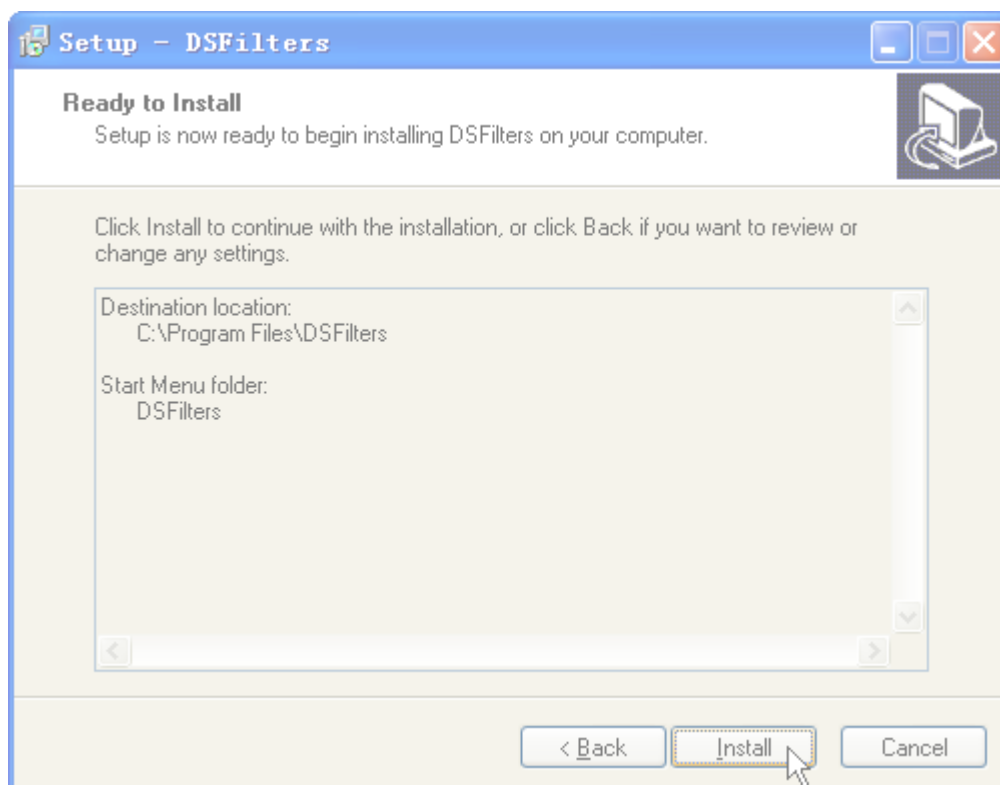 Setup - DSFilters
Ready to Install
Setup is now ready to begin installing DSFilters on your computer.
Click Install to continue with the installation, or click Back if you want to review or
change any settings.
Destination location:
C:\Program Files\DSFilters
Start Menu folder:
DSFilters
< Back
Install
Cancel